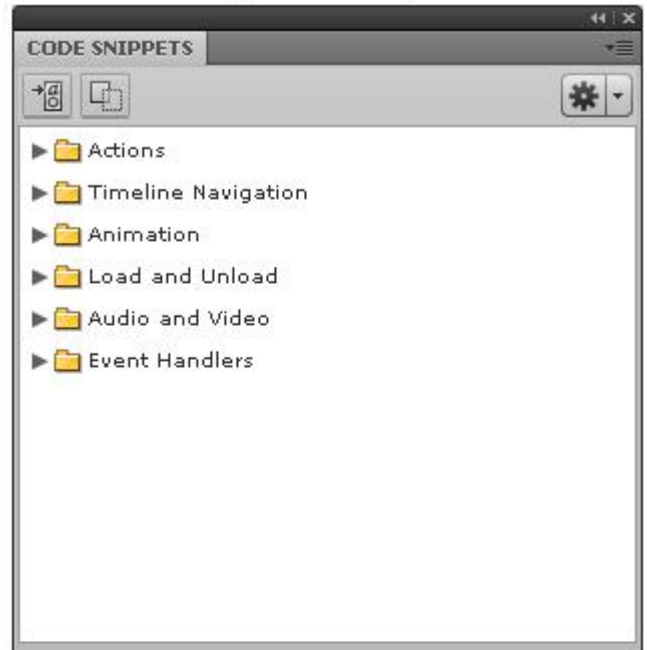 CODE SNIPPETS
Actions
Timeline Navigation
Animation
Load and Unload
Audio and Video
Event Handlers